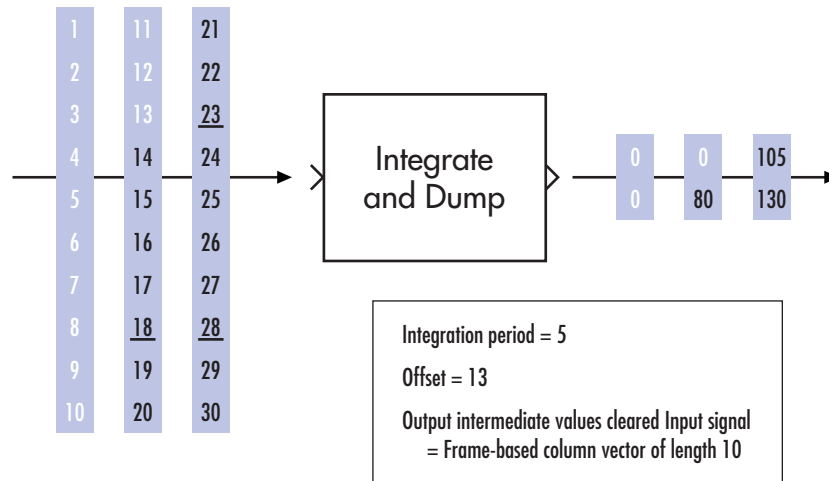 1 11 21
2 12 22
3 13 23
4 14 24
5 15 25
6 16 26
7 17 27
8 18 28
9 19 29
10 20 30
Integrate
and Dump
0 0 105
0 80 130
Integration period = 5
Offset = 13
Output intermediate values cleared Input signal
= Frame-based column vector of length 10